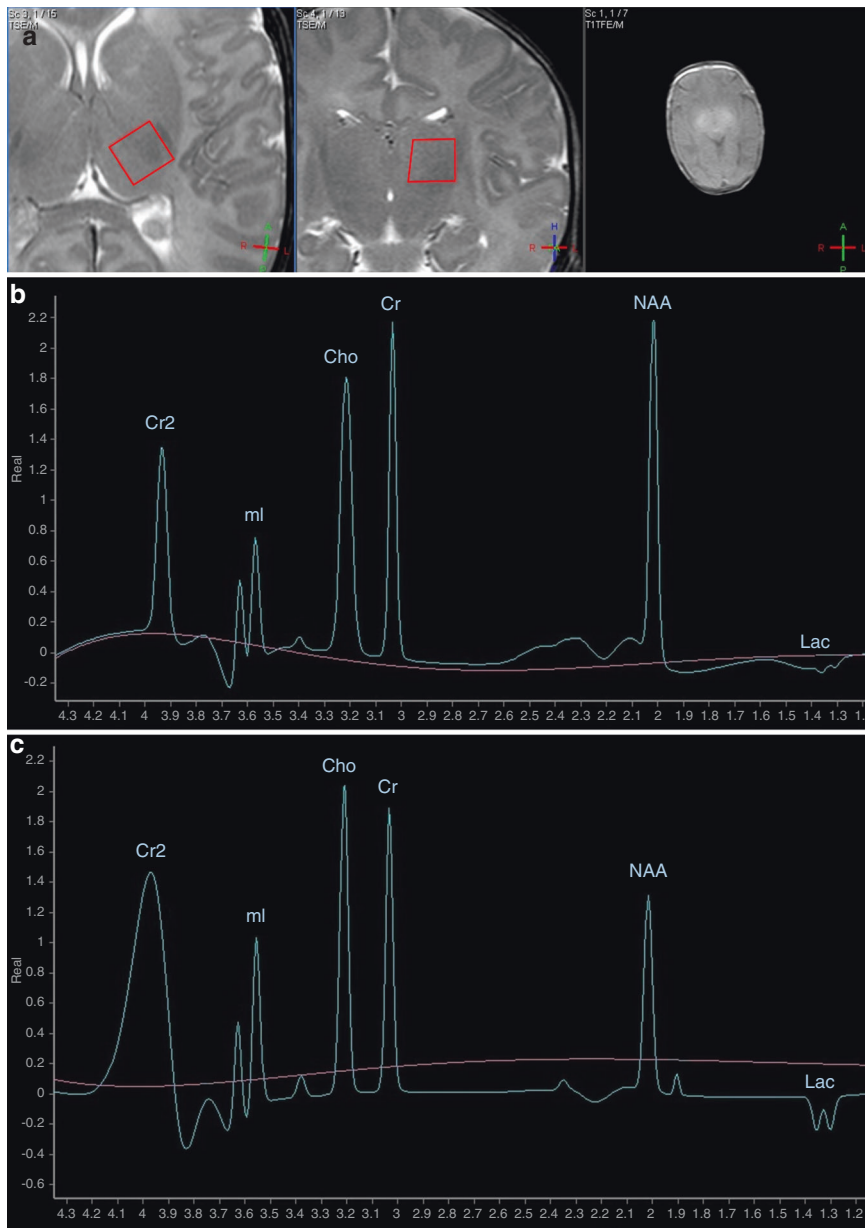 Sc 3, 1 / 15
TSE/M
a
R
L
P
Sc 4, 1 / 13
TSE/M
H
R
F
Sc 1, 1 / 7
T1TFE/M
A
R
L
P
b
Real
2.2
2
1.8
1.6
1.4
1.2
1
0.8
0.6
0.4
0.2
0
-0.2
Cr2
mI
Cho
Cr
NAA
Lac
4.3 4.2 4.1 4 3.9 3.8 3.7 3.6 3.5 3.4 3.3 3.2 3.1 3 2.9 2.8 2.7 2.6 2.5 2.4 2.3 2.2 2.1 2 1.9 1.8 1.7 1.6 1.5 1.4 1.3
c
Real
2.2
2
1.8
1.6
1.4
1.2
1
0.8
0.6
0.4
0.2
0
-0.2
-0.4
-0.6
Cr2
mI
Cho
Cr
NAA
Lac
4.3 4.2 4.1 4 3.9 3.8 3.7 3.6 3.5 3.4 3.3 3.2 3.1 3 2.9 2.8 2.7 2.6 2.5 2.4 2.3 2.2 2.1 2 1.9 1.8 1.7 1.6 1.5 1.4 1.3 1.2